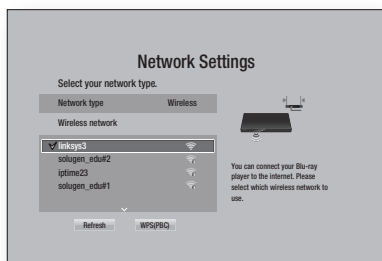 Network Settings
Select your network type.
Network type Wireless
Wireless network
linksys3
solugen_edu#2
iptime23
solugen_edu#1
Refresh WPS(PBC)
You can connect your Blu-ray
player to the internet. Please
select which wireless network to
use.